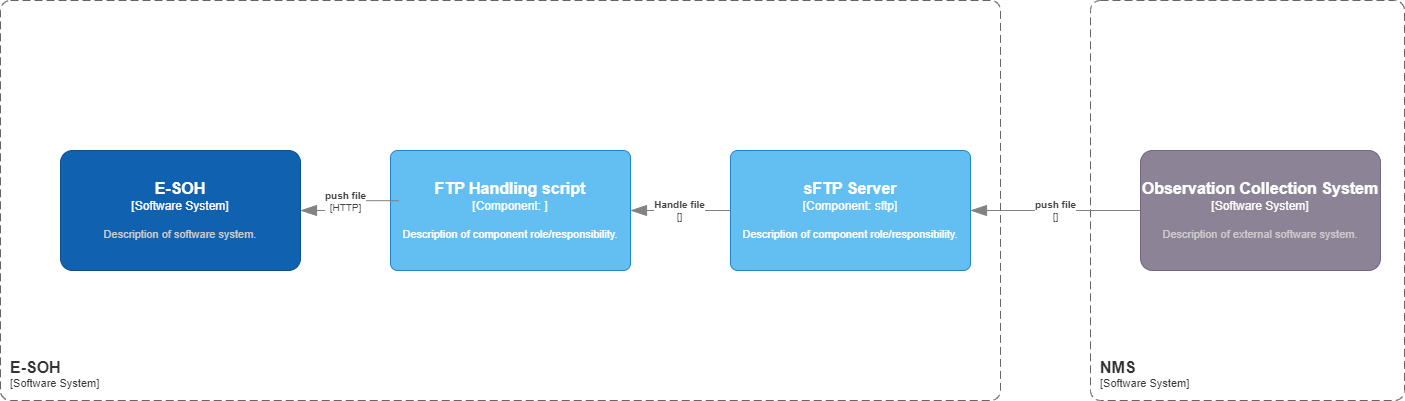 E-SOH
[Software System]
Description of software system.
push file
[HTTP]
FTP Handling script
[Component: ]
Description of component role/responsibility.
Handle file
[]
sFTP Server
[Component: sftp]
Description of component role/responsibility.
push file
[]
Observation Collection System
[Software System]
Description of external software system.
E-SOH
[Software System]
NMS
[Software System]